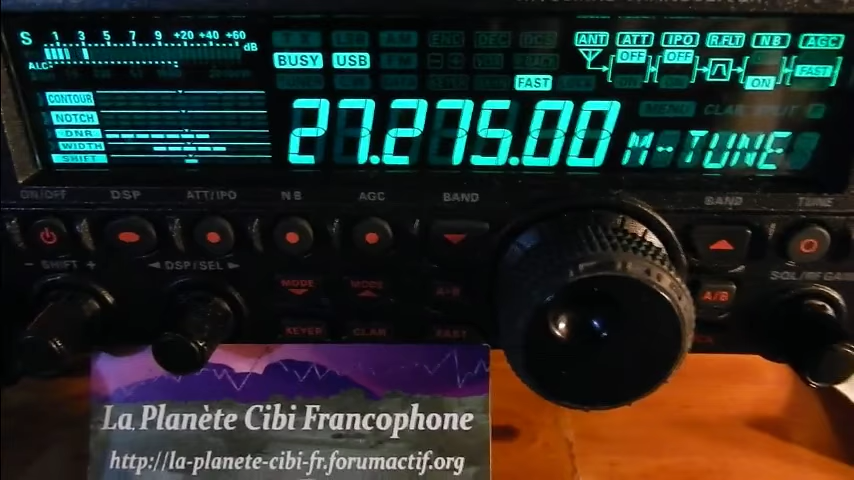 S 1 3 5 7 9 +20 +40 +60 dB
ALC
BUSY USB
FAST
ANT ATT IPO R.FLT NB AGC
OFF OFF ON FAST
CONTOUR
NOTCH
DNR
WIDTH
SHIFT
27.275.00
M-TUNE
MENU
ON/OFF DSP ATT/IPO NB AGC BAND BAND TUNE
- SHIFT + ◄DSP/SEL► SQL/RF GAIN
MODE MODE A▸B A/B
KEYER CLAR FAST
La Planète Cibi Francophone
http://la-planete-cibi-fr.forumactif.org